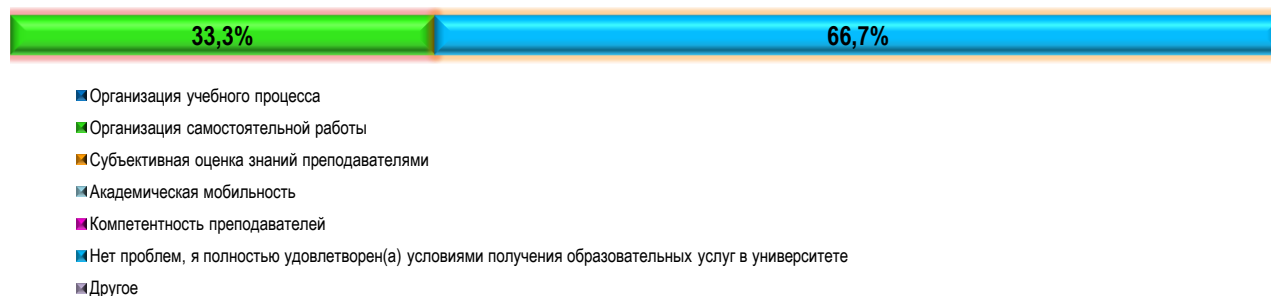 33,3% 66,7%
Организация учебного процесса
Организация самостоятельной работы
Субъективная оценка знаний преподавателями
Академическая мобильность
Компетентность преподавателей
Нет проблем, я полностью удовлетворен(а) условиями получения образовательных услуг в университете
Другое